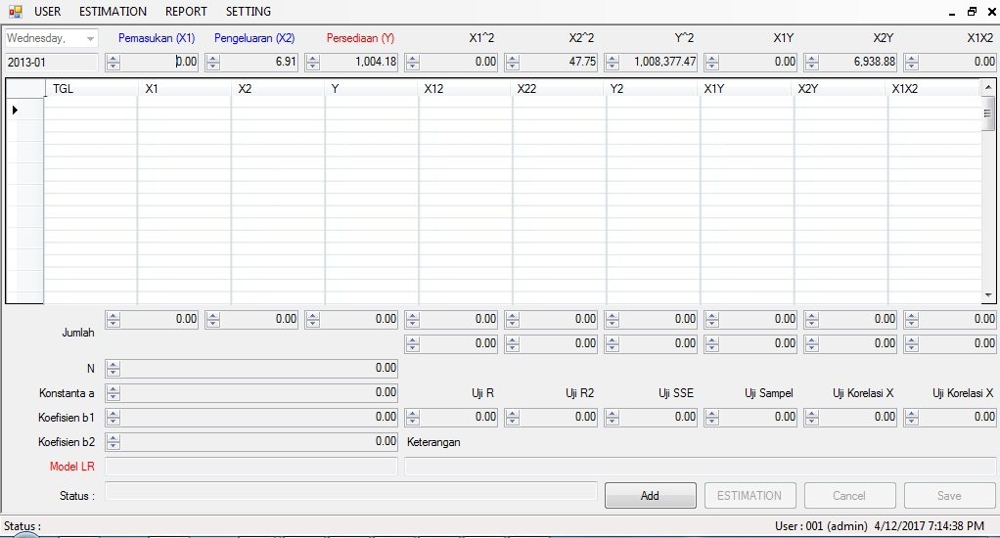 USER ESTIMATION REPORT SETTING
Wednesday, Pemasukan (X1) Pengeluaran (X2) Persediaan (Y) X1^2 X2^2 Y^2 X1Y X2Y X1X2
2013-01 0.00 6.91 1,004.18 0.00 47.75 1,008,377.47 0.00 6,938.88 0.00
TGL X1 X2 Y X12 X22 Y2 X1Y X2Y X1X2
Jumlah 0.00 0.00 0.00 0.00 0.00 0.00 0.00 0.00 0.00
0.00 0.00 0.00 0.00 0.00 0.00
N 0.00
Konstanta a 0.00 Uji R Uji R2 Uji SSE Uji Sampel Uji Korelasi X Uji Korelasi X
Koefisien b1 0.00 0.00 0.00 0.00 0.00 0.00 0.00
Koefisien b2 0.00 Keterangan
Model LR
Status : Add ESTIMATION Cancel Save
Status : User : 001 (admin) 4/12/2017 7:14:38 PM